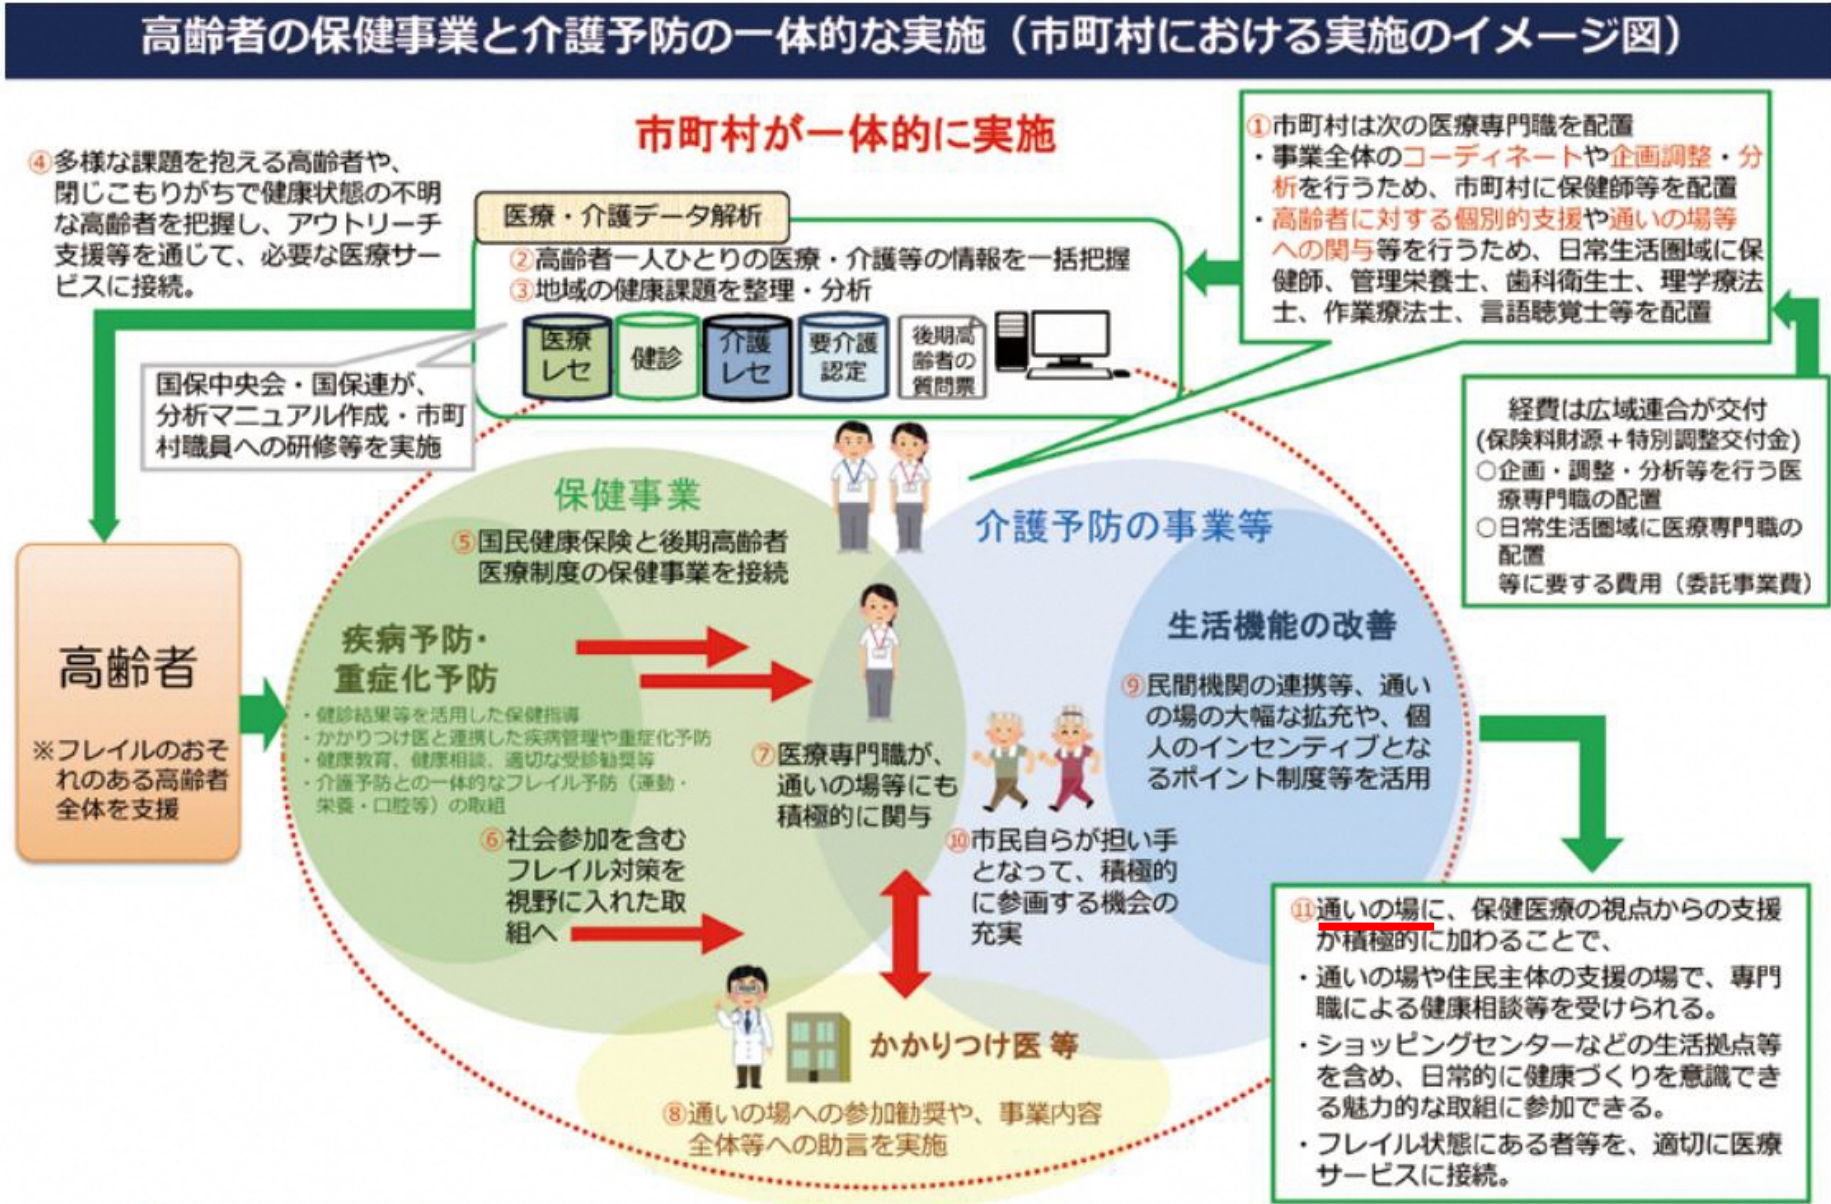 高齢者の保健事業と介護予防の一体的な実施（市町村における実施のイメージ図）
市町村が一体的に実施
①市町村は次の医療専門職を配置
・事業全体のコーディネートや企画調整・分
析を行うため、市町村に保健師等を配置
・高齢者に対する個別的支援や通いの場等
への関与等を行うため、日常生活圏域に保
健師、管理栄養士、歯科衛生士、理学療法
士、作業療法士、言語聴覚士等を配置
④多様な課題を抱える高齢者や、
閉じこもりがちで健康状態の不明
な高齢者を把握し、アウトリーチ
支援等を通じて、必要な医療サー
ビスに接続。
医療・介護データ解析
②高齢者一人ひとりの医療・介護等の情報を一括把握
③地域の健康課題を整理・分析
医療
レセ
健診
介護
レセ
要介護
認定
後期高
齢者の
質問票
国保中央会・国保連が、
分析マニュアル作成・市町
村職員への研修等を実施
経費は広域連合が交付
(保険料財源＋特別調整交付金)
○企画・調整・分析等を行う医
療専門職の配置
○日常生活圏域に医療専門職の
配置
等に要する費用（委託事業費）
保健事業
⑤国民健康保険と後期高齢者
医療制度の保健事業を接続
介護予防の事業等
高齢者
※フレイルのおそ
れのある高齢者
全体を支援
疾病予防・
重症化予防
・健診結果等を活用した保健指導
・かかりつけ医と連携した疾病管理や重症化予防
・健康教育、健康相談、適切な受診勧奨等
・介護予防との一体的なフレイル予防（運動・
栄養・口腔等）の取組
⑥社会参加を含む
フレイル対策を
視野に入れた取
組へ
⑦医療専門職が、
通いの場等にも
積極的に関与
生活機能の改善
⑨民間機関の連携等、通い
の場の大幅な拡充や、個
人のインセンティブとな
るポイント制度等を活用
⑩市民自らが担い手
となって、積極的
に参画する機会の
充実
かかりつけ医 等
⑧通いの場への参加勧奨や、事業内容
全体等への助言を実施
⑪通いの場に、保健医療の視点からの支援
が積極的に加わることで、
・通いの場や住民主体の支援の場で、専門
職による健康相談等を受けられる。
・ショッピングセンターなどの生活拠点等
を含め、日常的に健康づくりを意識でき
る魅力的な取組に参加できる。
・フレイル状態にある者等を、適切に医療
サービスに接続。